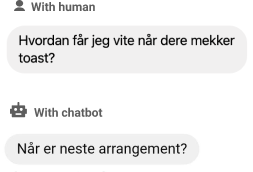 With human
Hvordan får jeg vite når dere mekker
toast?
With chatbot
Når er neste arrangement?